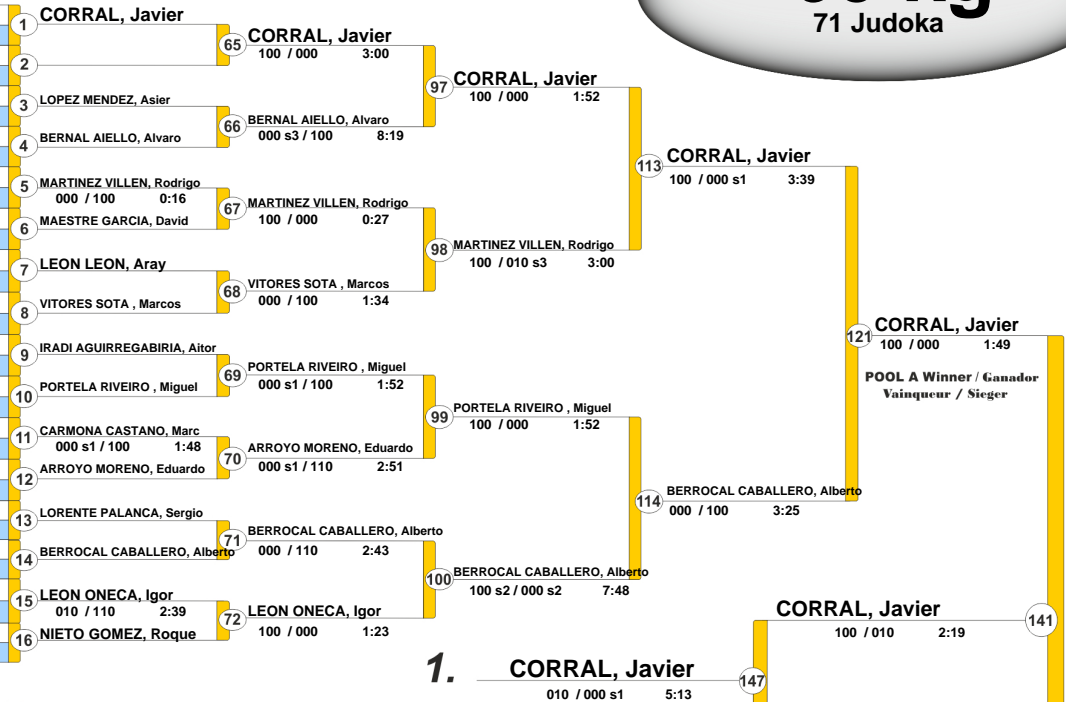 71 Judoka
1 CORRAL, Javier
2
3 LOPEZ MENDEZ, Asier
4 BERNAL AIELLO, Alvaro
5 MARTINEZ VILLEN, Rodrigo
000 / 100 0:16
6 MAESTRE GARCIA, David
7 LEON LEON, Aray
8 VITORES SOTA , Marcos
9 IRADI AGUIRREGABIRIA, Aitor
10 PORTELA RIVEIRO , Miguel
11 CARMONA CASTANO, Marc
000 s1 / 100 1:48
12 ARROYO MORENO, Eduardo
13 LORENTE PALANCA, Sergio
14 BERROCAL CABALLERO, Alberto
15 LEON ONECA, Igor
010 / 110 2:39
16 NIETO GOMEZ, Roque
65 CORRAL, Javier
100 / 000 3:00
66 BERNAL AIELLO, Alvaro
000 s3 / 100 8:19
67 MARTINEZ VILLEN, Rodrigo
100 / 000 0:27
68 VITORES SOTA , Marcos
000 / 100 1:34
69 PORTELA RIVEIRO , Miguel
000 s1 / 100 1:52
70 ARROYO MORENO, Eduardo
000 s1 / 110 2:51
71 BERROCAL CABALLERO, Alberto
000 / 110 2:43
72 LEON ONECA, Igor
100 / 000 1:23
97 CORRAL, Javier
100 / 000 1:52
98 MARTINEZ VILLEN, Rodrigo
100 / 010 s3 3:00
99 PORTELA RIVEIRO , Miguel
100 / 000 1:52
100 BERROCAL CABALLERO, Alberto
100 s2 / 000 s2 7:48
113 CORRAL, Javier
100 / 000 s1 3:39
114 BERROCAL CABALLERO, Alberto
000 / 100 3:25
121 CORRAL, Javier
100 / 000 1:49
POOL A Winner / Ganador
Vainqueur / Sieger
CORRAL, Javier 141
100 / 010 2:19
1. CORRAL, Javier 147
010 / 000 s1 5:13